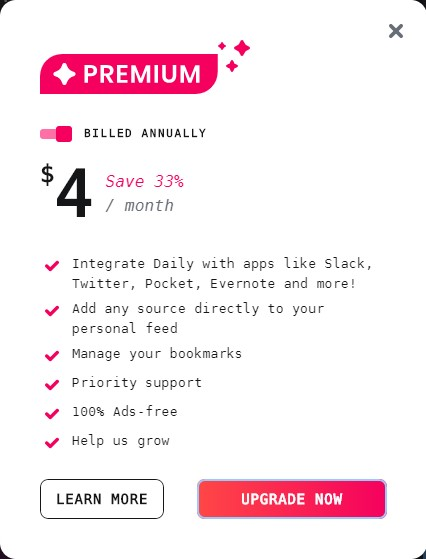 PREMIUM
BILLED ANNUALLY
$4
Save 33%
/ month
Integrate Daily with apps like Slack,
Twitter, Pocket, Evernote and more!
Add any source directly to your
personal feed
Manage your bookmarks
Priority support
100% Ads-free
Help us grow
LEARN MORE
UPGRADE NOW